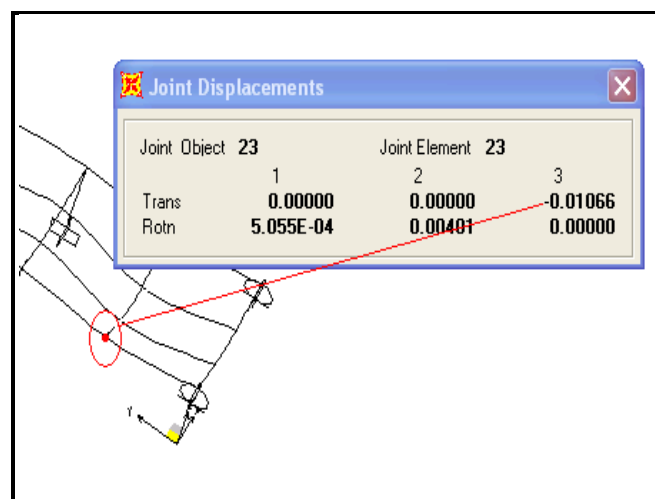 Joint Displacements
Joint Object 23 Joint Element 23
1 2 3
Trans 0.00000 0.00000 -0.01066
Rotn 5.055E-04 0.00401 0.00000
Y